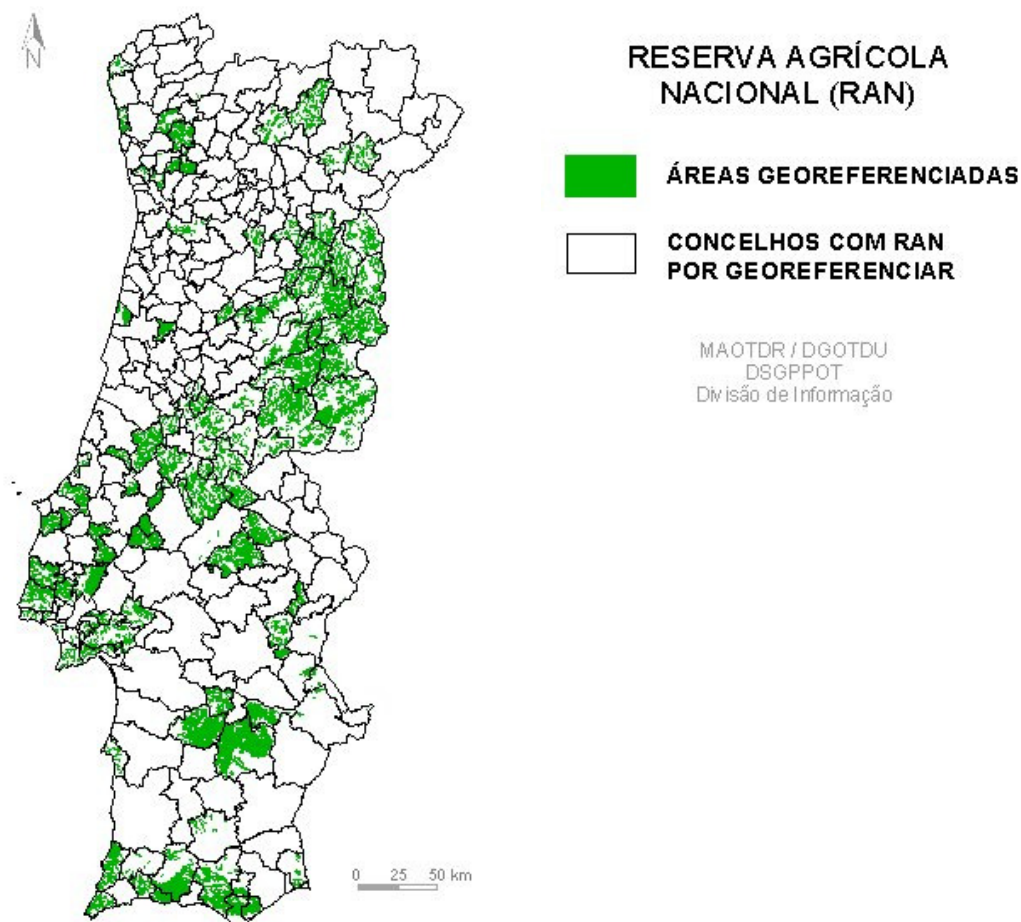 N
RESERVA AGRÍCOLA
NACIONAL (RAN)
ÁREAS GEOREFERENCIADAS
CONCELHOS COM RAN
POR GEOREFERENCIAR
MAOTDR / DGOTDU
DSGPPOT
Divisão de Informação
0 25 50 km